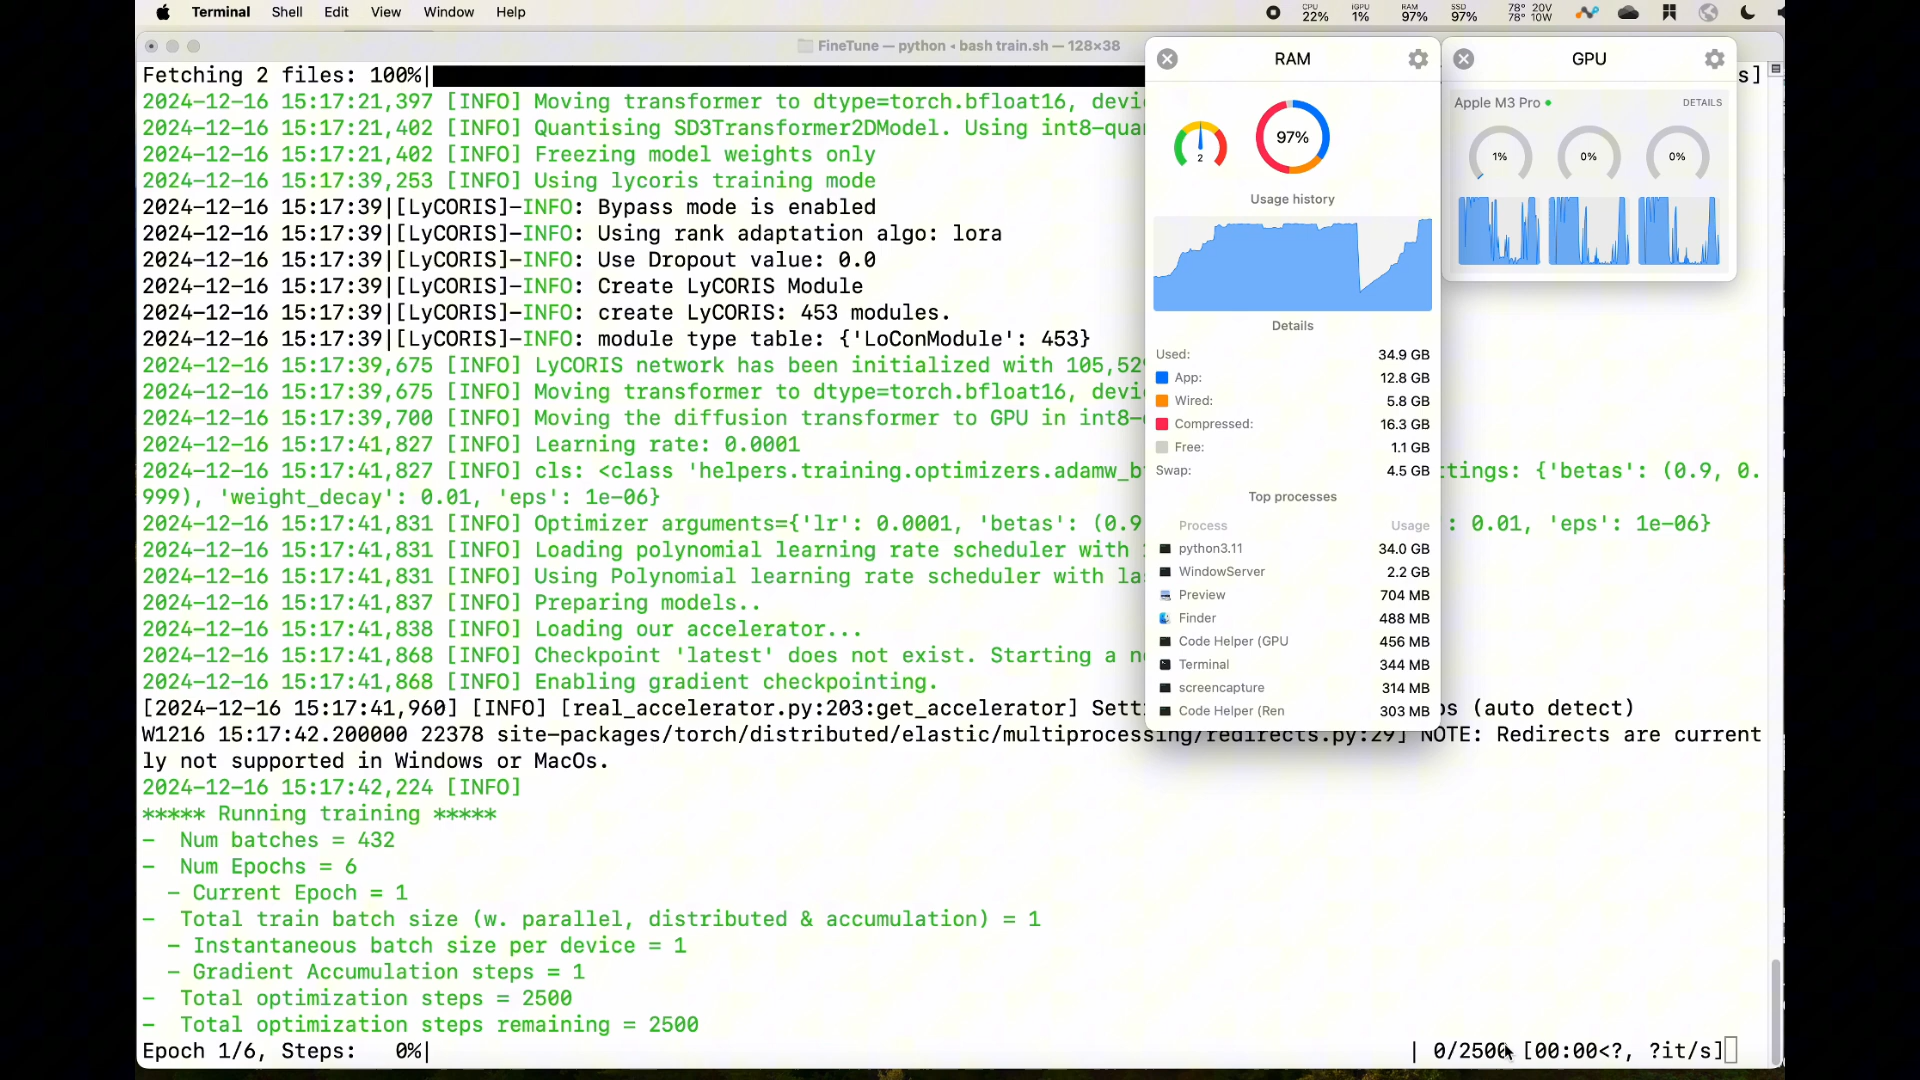 Terminal Shell Edit View Window Help
CPU 22% IGPU 1% RAM 97% SSD 97% 78° 20V 78° 10W
FineTune — python ◂ bash train.sh — 128×38
Fetching 2 files: 100%| s]
2024-12-16 15:17:21,397 [INFO] Moving transformer to dtype=torch.bfloat16, devi
2024-12-16 15:17:21,402 [INFO] Quantising SD3Transformer2DModel. Using int8-qua
2024-12-16 15:17:21,402 [INFO] Freezing model weights only
2024-12-16 15:17:39,253 [INFO] Using lycoris training mode
2024-12-16 15:17:39|[LyCORIS]-INFO: Bypass mode is enabled
2024-12-16 15:17:39|[LyCORIS]-INFO: Using rank adaptation algo: lora
2024-12-16 15:17:39|[LyCORIS]-INFO: Use Dropout value: 0.0
2024-12-16 15:17:39|[LyCORIS]-INFO: Create LyCORIS Module
2024-12-16 15:17:39|[LyCORIS]-INFO: create LyCORIS: 453 modules.
2024-12-16 15:17:39|[LyCORIS]-INFO: module type table: {'LoConModule': 453}
2024-12-16 15:17:39,675 [INFO] LyCORIS network has been initialized with 105,52
2024-12-16 15:17:39,675 [INFO] Moving transformer to dtype=torch.bfloat16, devi
2024-12-16 15:17:39,700 [INFO] Moving the diffusion transformer to GPU in int8-
2024-12-16 15:17:41,827 [INFO] Learning rate: 0.0001
2024-12-16 15:17:41,827 [INFO] cls: <class 'helpers.training.optimizers.adamw_b tings: {'betas': (0.9, 0.
999), 'weight_decay': 0.01, 'eps': 1e-06}
2024-12-16 15:17:41,831 [INFO] Optimizer arguments={'lr': 0.0001, 'betas': (0.9 : 0.01, 'eps': 1e-06}
2024-12-16 15:17:41,831 [INFO] Loading polynomial learning rate scheduler with
2024-12-16 15:17:41,831 [INFO] Using Polynomial learning rate scheduler with la
2024-12-16 15:17:41,837 [INFO] Preparing models..
2024-12-16 15:17:41,838 [INFO] Loading our accelerator...
2024-12-16 15:17:41,868 [INFO] Checkpoint 'latest' does not exist. Starting a n
2024-12-16 15:17:41,868 [INFO] Enabling gradient checkpointing.
[2024-12-16 15:17:41,960] [INFO] [real_accelerator.py:203:get_accelerator] Sett ps (auto detect)
W1216 15:17:42.200000 22378 site-packages/torch/distributed/elastic/multiprocessing/redirects.py:29] NOTE: Redirects are current
ly not supported in Windows or MacOs.
2024-12-16 15:17:42,224 [INFO]
***** Running training *****
- Num batches = 432
- Num Epochs = 6
- Current Epoch = 1
- Total train batch size (w. parallel, distributed & accumulation) = 1
- Instantaneous batch size per device = 1
- Gradient Accumulation steps = 1
- Total optimization steps = 2500
- Total optimization steps remaining = 2500
Epoch 1/6, Steps: 0%| | 0/2500 [00:00<?, ?it/s]
RAM
2
97%
Usage history
Details
Used: 34.9 GB
App: 12.8 GB
Wired: 5.8 GB
Compressed: 16.3 GB
Free: 1.1 GB
Swap: 4.5 GB
Top processes
Process Usage
python3.11 34.0 GB
WindowServer 2.2 GB
Preview 704 MB
Finder 488 MB
Code Helper (GPU 456 MB
Terminal 344 MB
screencapture 314 MB
Code Helper (Ren 303 MB
GPU
Apple M3 Pro DETAILS
1% 0% 0%